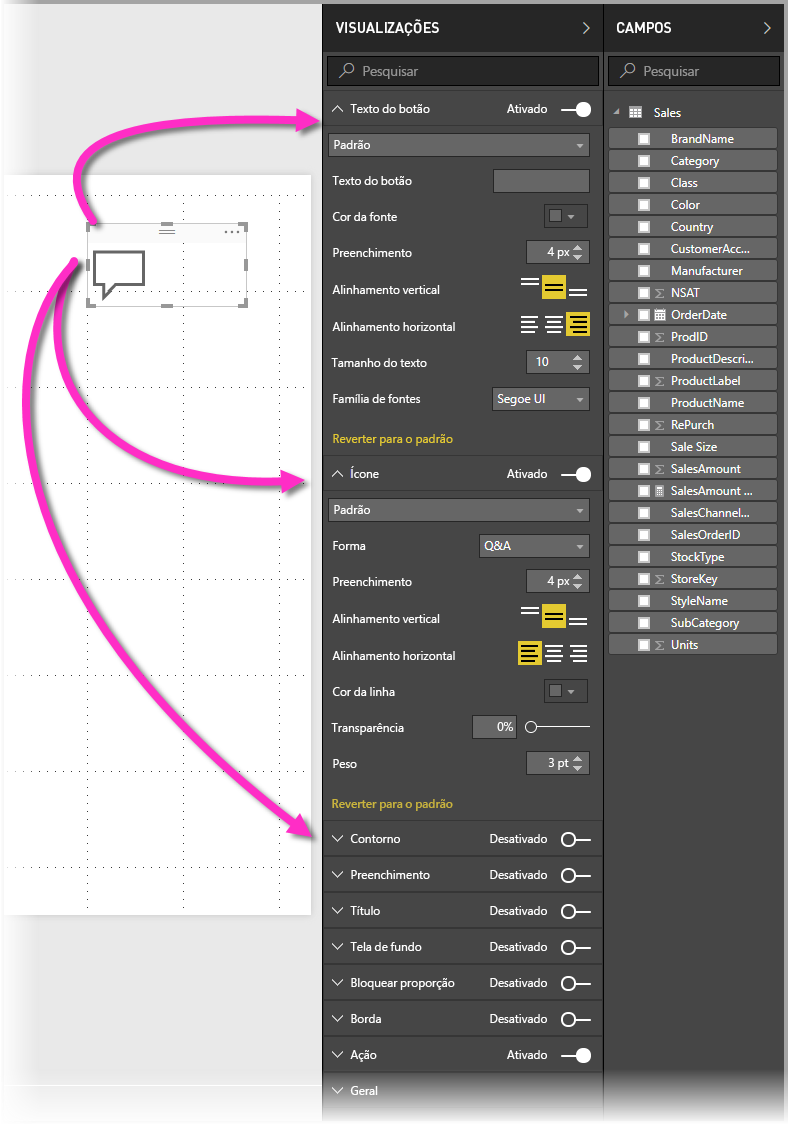 VISUALIZAÇÕES
Pesquisar
Texto do botão Ativado
Padrão
Texto do botão
Cor da fonte
Preenchimento 4 px
Alinhamento vertical
Alinhamento horizontal
Tamanho do texto 10
Família de fontes Segoe UI
Reverter para o padrão
Ícone Ativado
Padrão
Forma Q&A
Preenchimento 4 px
Alinhamento vertical
Alinhamento horizontal
Cor da linha
Transparência 0%
Peso 3 pt
Reverter para o padrão
Contorno Desativado
Preenchimento Desativado
Título Desativado
Tela de fundo Desativado
Bloquear proporção Desativado
Borda Desativado
Ação Ativado
Geral
CAMPOS
Pesquisar
Sales
BrandName
Category
Class
Color
Country
CustomerAcc...
Manufacturer
NSAT
OrderDate
ProdID
ProductDescri...
ProductLabel
ProductName
RePurch
Sale Size
SalesAmount
SalesAmount ...
SalesChannel...
SalesOrderID
StockType
StoreKey
StyleName
SubCategory
Units